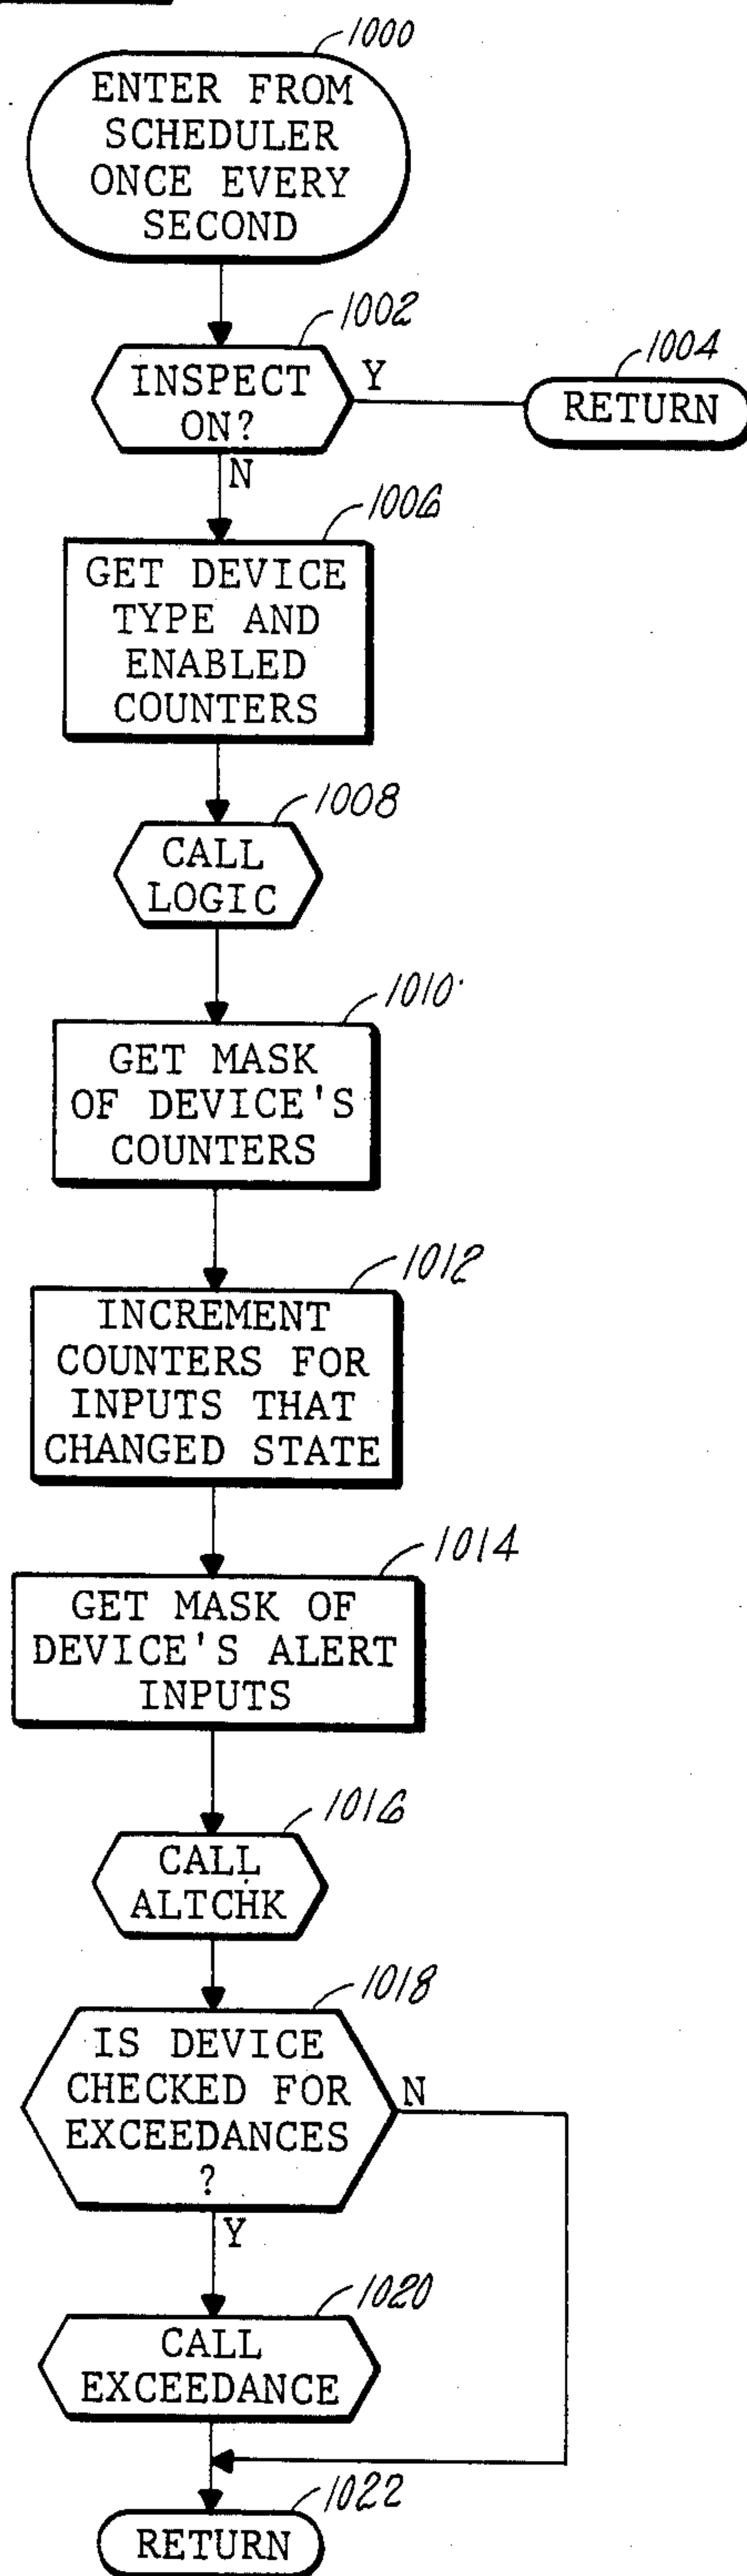 1000
ENTER FROM
SCHEDULER
ONCE EVERY
SECOND
1002
INSPECT
ON?
Y
1004
RETURN
N
1006
GET DEVICE
TYPE AND
ENABLED
COUNTERS
1008
CALL
LOGIC
1010
GET MASK
OF DEVICE'S
COUNTERS
1012
INCREMENT
COUNTERS FOR
INPUTS THAT
CHANGED STATE
1014
GET MASK OF
DEVICE'S ALERT
INPUTS
1016
CALL
ALTCHK
1018
IS DEVICE
CHECKED FOR
EXCEEDANCES
?
N
Y
1020
CALL
EXCEEDANCE
1022
RETURN